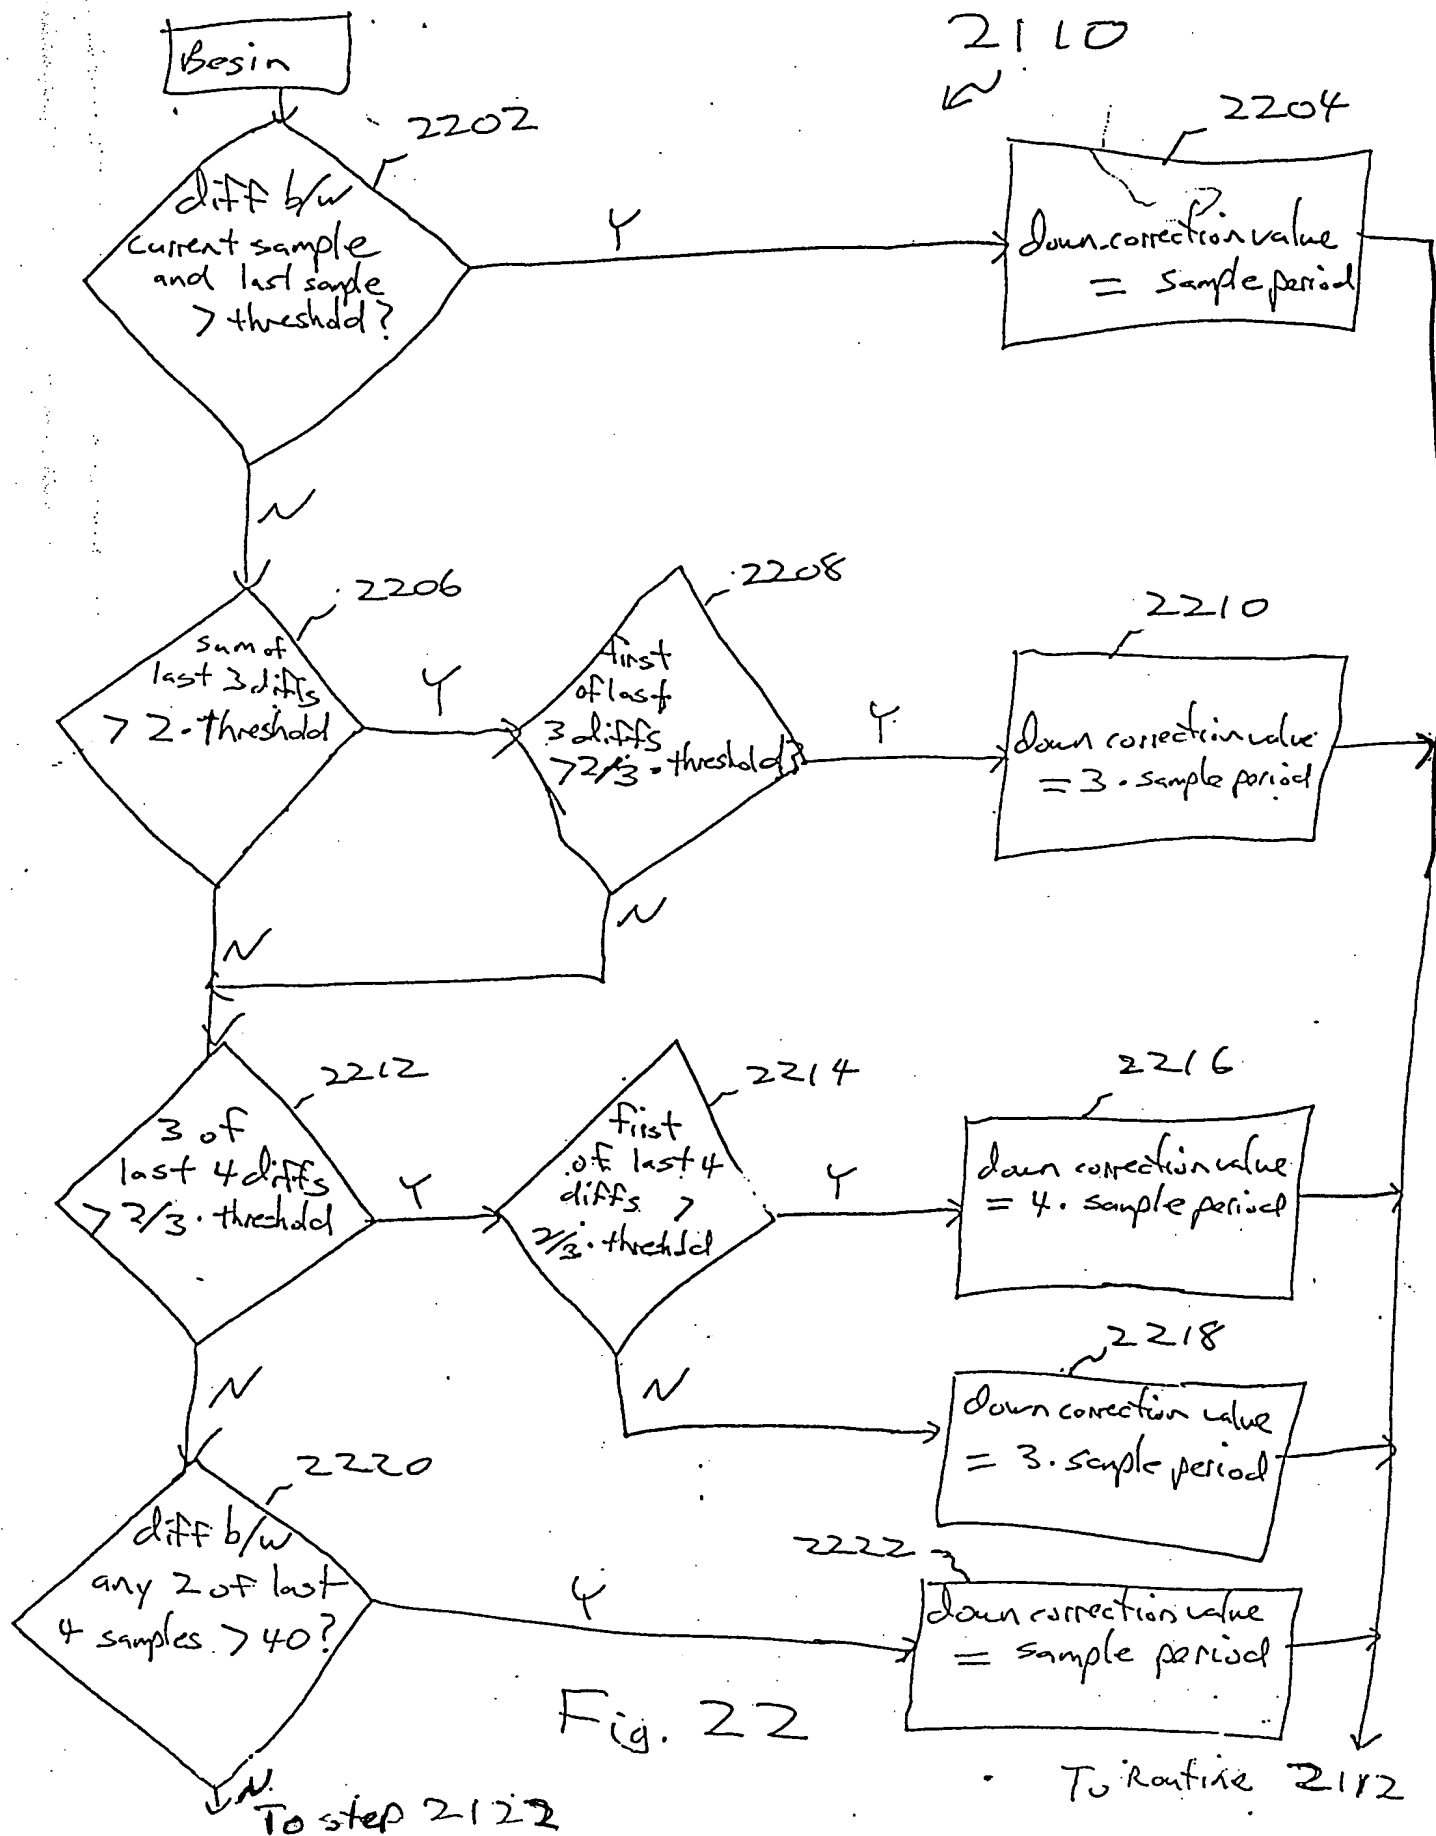 2110
Begin
2202
diff b/w
current sample
and last sample
> threshold?
Y
N
2204
down correction value
= sample period
2206
sum of
last 3 diffs
> 2 · threshold
Y
N
2208
first
of last
3 diffs
> 2/3 · threshold?
Y
N
2210
down correction value
= 3 · sample period
2212
3 of
last 4 diffs
> 2/3 · threshold
Y
N
2214
first
of last 4
diffs >
2/3 · threshold
Y
N
2216
down correction value
= 4 · sample period
2218
down correction value
= 3 · sample period
2220
diff b/w
any 2 of last
4 samples > 40?
Y
N
2222
down correction value
= sample period
Fig. 22
To step 2122
To Routine 2112